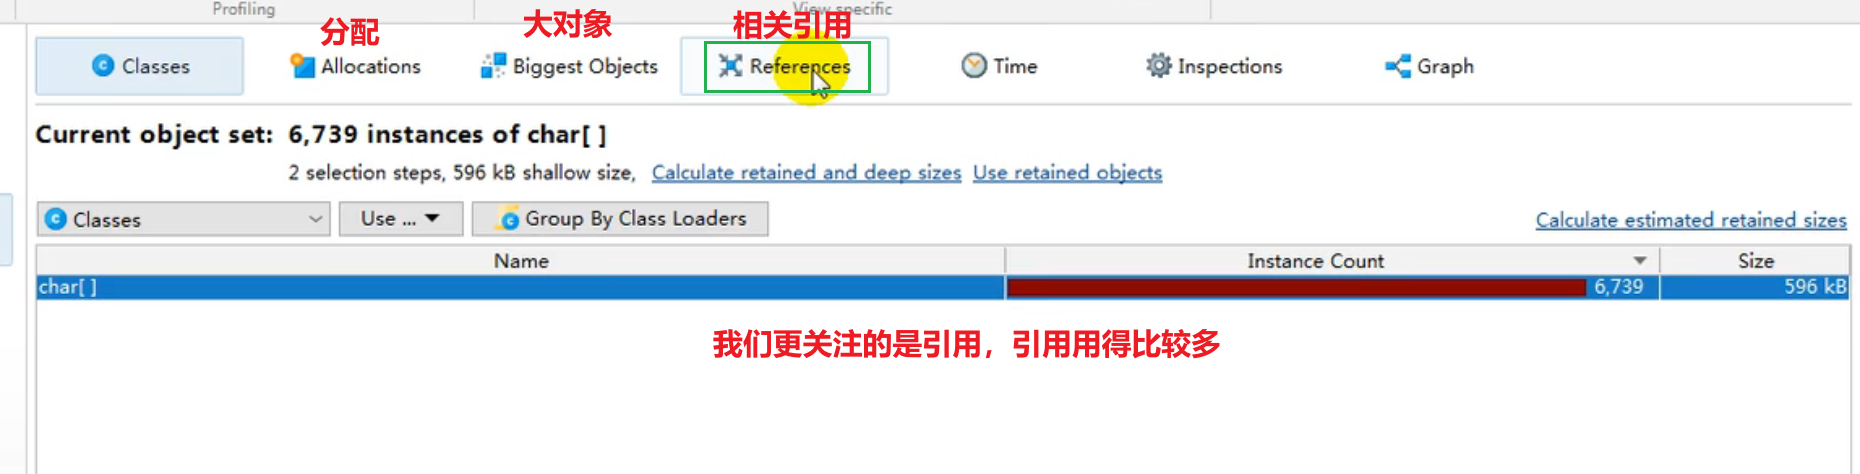 Profiling View specific
分配 大对象 相关引用
Classes Allocations Biggest Objects References Time Inspections Graph
Current object set: 6,739 instances of char[ ]
2 selection steps, 596 kB shallow size, Calculate retained and deep sizes Use retained objects
Classes Use ... Group By Class Loaders Calculate estimated retained sizes
Name Instance Count Size
char[ ] 6,739 596 kB
我们更关注的是引用，引用用得比较多